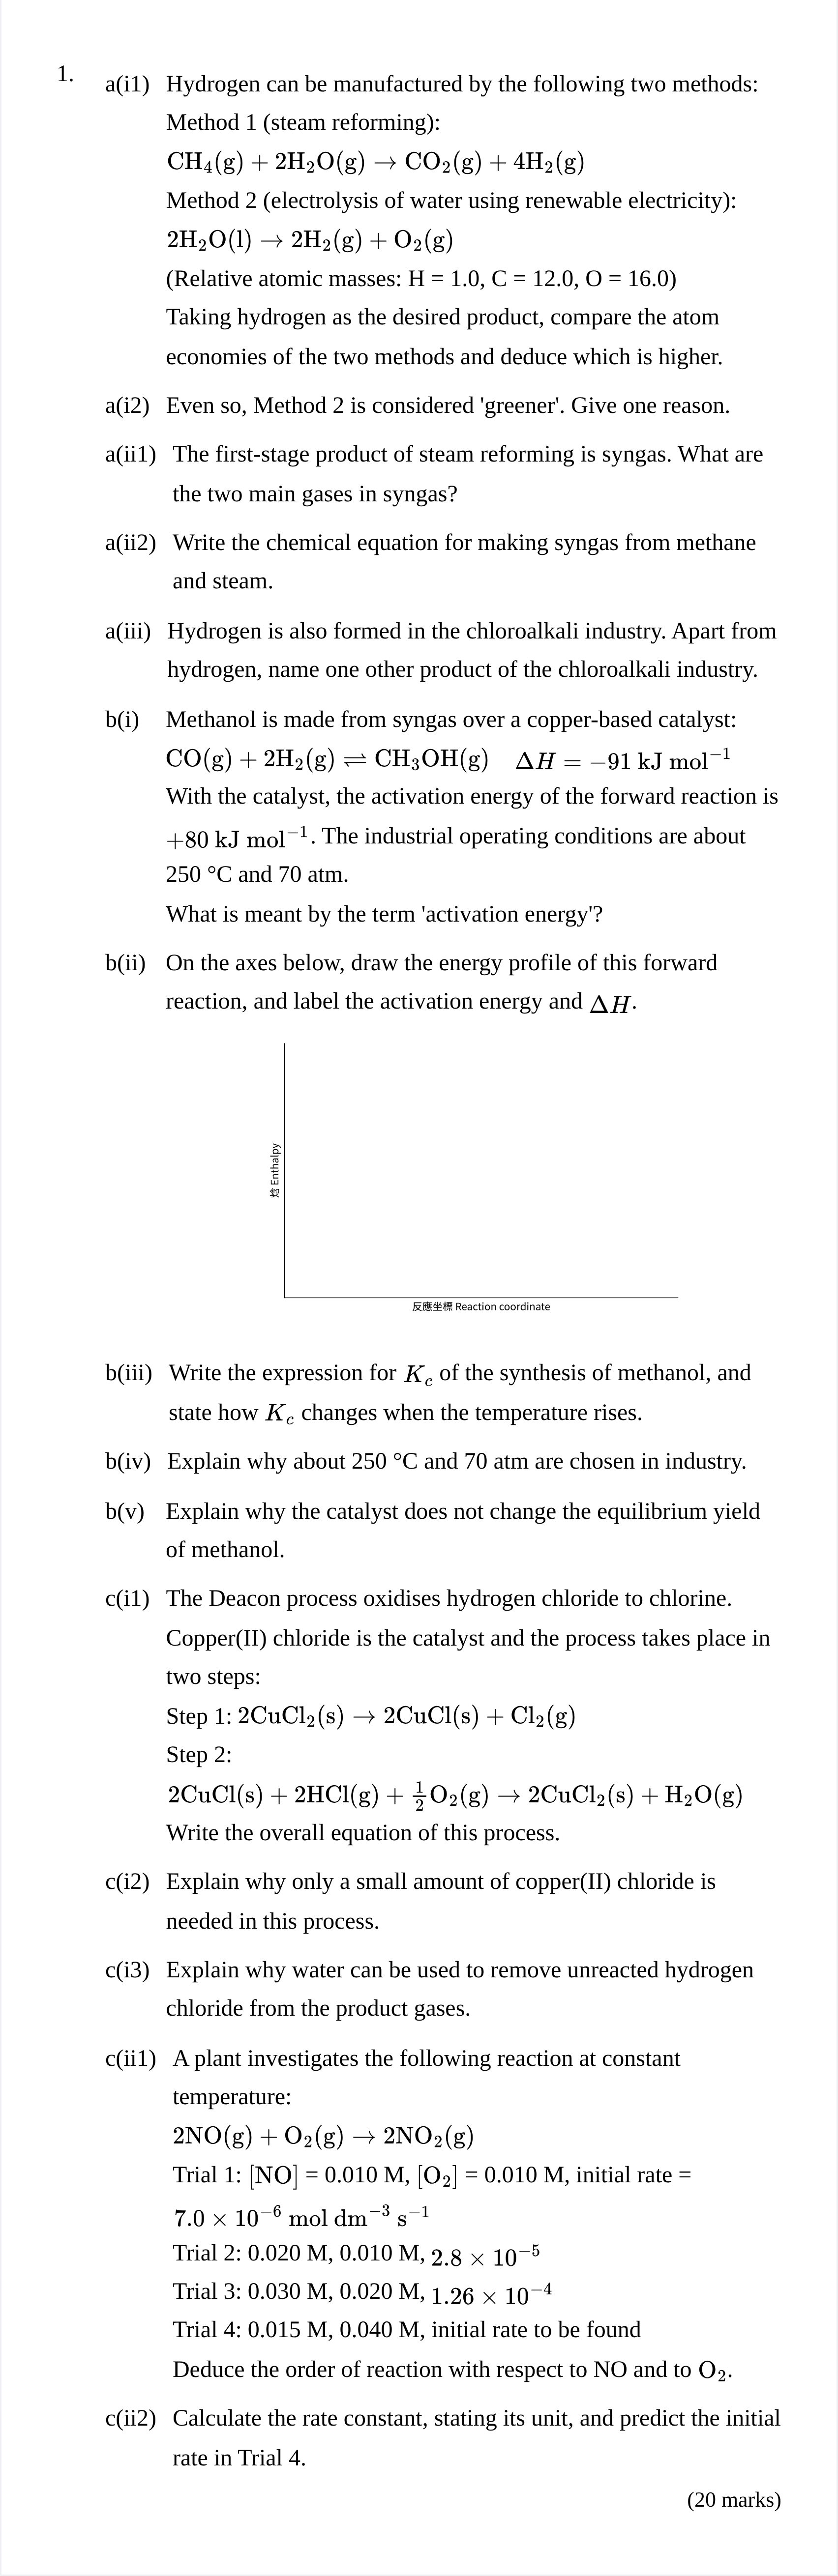 1.
a(i1) Hydrogen can be manufactured by the following two methods:
Method 1 (steam reforming):
CH₄(g) + 2H₂O(g) → CO₂(g) + 4H₂(g)
Method 2 (electrolysis of water using renewable electricity):
2H₂O(l) → 2H₂(g) + O₂(g)
(Relative atomic masses: H = 1.0, C = 12.0, O = 16.0)
Taking hydrogen as the desired product, compare the atom
economies of the two methods and deduce which is higher.
a(i2) Even so, Method 2 is considered 'greener'. Give one reason.
a(ii1) The first-stage product of steam reforming is syngas. What are
the two main gases in syngas?
a(ii2) Write the chemical equation for making syngas from methane
and steam.
a(iii) Hydrogen is also formed in the chloroalkali industry. Apart from
hydrogen, name one other product of the chloroalkali industry.
b(i) Methanol is made from syngas over a copper-based catalyst:
CO(g) + 2H₂(g) ⇌ CH₃OH(g) ΔH = −91 kJ mol⁻¹
With the catalyst, the activation energy of the forward reaction is
+80 kJ mol⁻¹. The industrial operating conditions are about
250 °C and 70 atm.
What is meant by the term 'activation energy'?
b(ii) On the axes below, draw the energy profile of this forward
reaction, and label the activation energy and ΔH.
焓 Enthalpy
反應坐標 Reaction coordinate
b(iii) Write the expression for K_c of the synthesis of methanol, and
state how K_c changes when the temperature rises.
b(iv) Explain why about 250 °C and 70 atm are chosen in industry.
b(v) Explain why the catalyst does not change the equilibrium yield
of methanol.
c(i1) The Deacon process oxidises hydrogen chloride to chlorine.
Copper(II) chloride is the catalyst and the process takes place in
two steps:
Step 1: 2CuCl₂(s) → 2CuCl(s) + Cl₂(g)
Step 2:
2CuCl(s) + 2HCl(g) + ½O₂(g) → 2CuCl₂(s) + H₂O(g)
Write the overall equation of this process.
c(i2) Explain why only a small amount of copper(II) chloride is
needed in this process.
c(i3) Explain why water can be used to remove unreacted hydrogen
chloride from the product gases.
c(ii1) A plant investigates the following reaction at constant
temperature:
2NO(g) + O₂(g) → 2NO₂(g)
Trial 1: [NO] = 0.010 M, [O₂] = 0.010 M, initial rate =
7.0 × 10⁻⁶ mol dm⁻³ s⁻¹
Trial 2: 0.020 M, 0.010 M, 2.8 × 10⁻⁵
Trial 3: 0.030 M, 0.020 M, 1.26 × 10⁻⁴
Trial 4: 0.015 M, 0.040 M, initial rate to be found
Deduce the order of reaction with respect to NO and to O₂.
c(ii2) Calculate the rate constant, stating its unit, and predict the initial
rate in Trial 4.
(20 marks)